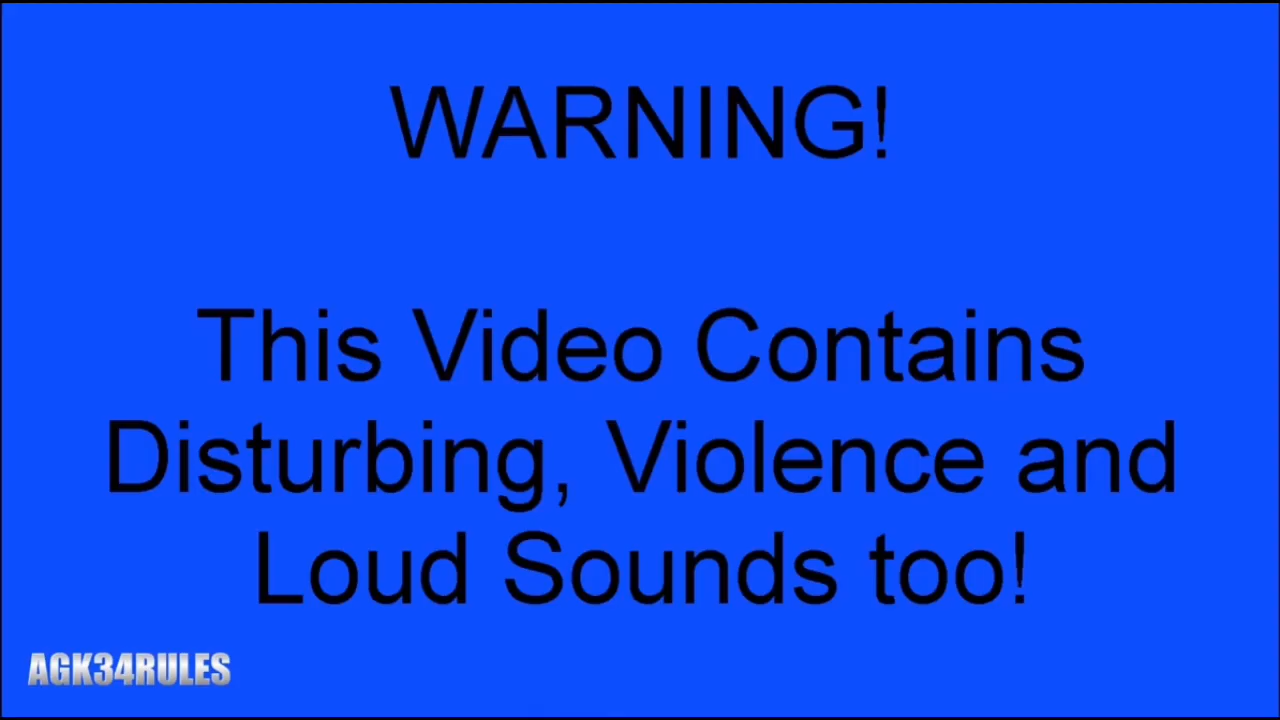 WARNING!
This Video Contains
Disturbing, Violence and
Loud Sounds too!
AGK34RULES